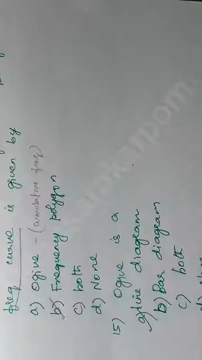 freq curve is given by
a) Ogive - (cumulative freq)
b) Frequency polygon
c) both
d) None
15) Ogive is a
a) line diagram
b) Bar diagram
c) both